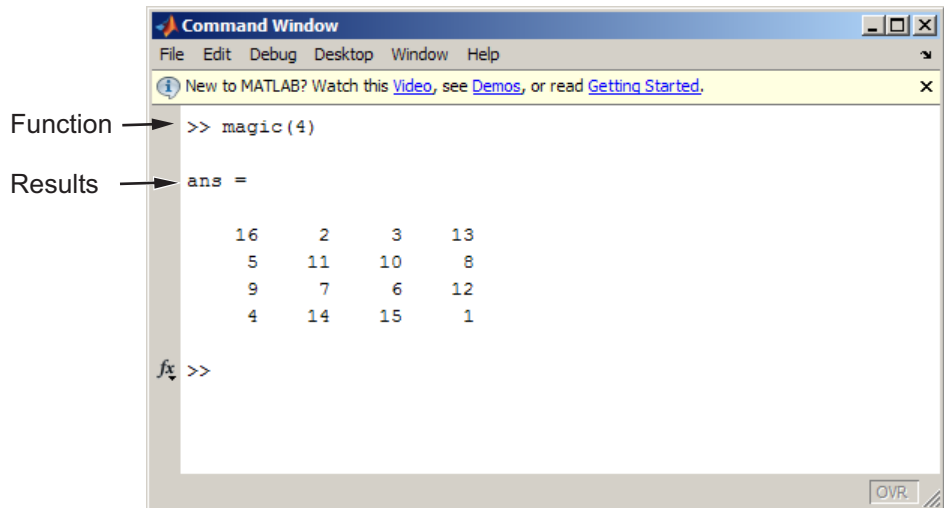 Command Window
File Edit Debug Desktop Window Help
New to MATLAB? Watch this Video, see Demos, or read Getting Started.
Function
>> magic(4)
Results
ans =
16 2 3 13
5 11 10 8
9 7 6 12
4 14 15 1
fx >>
OVR